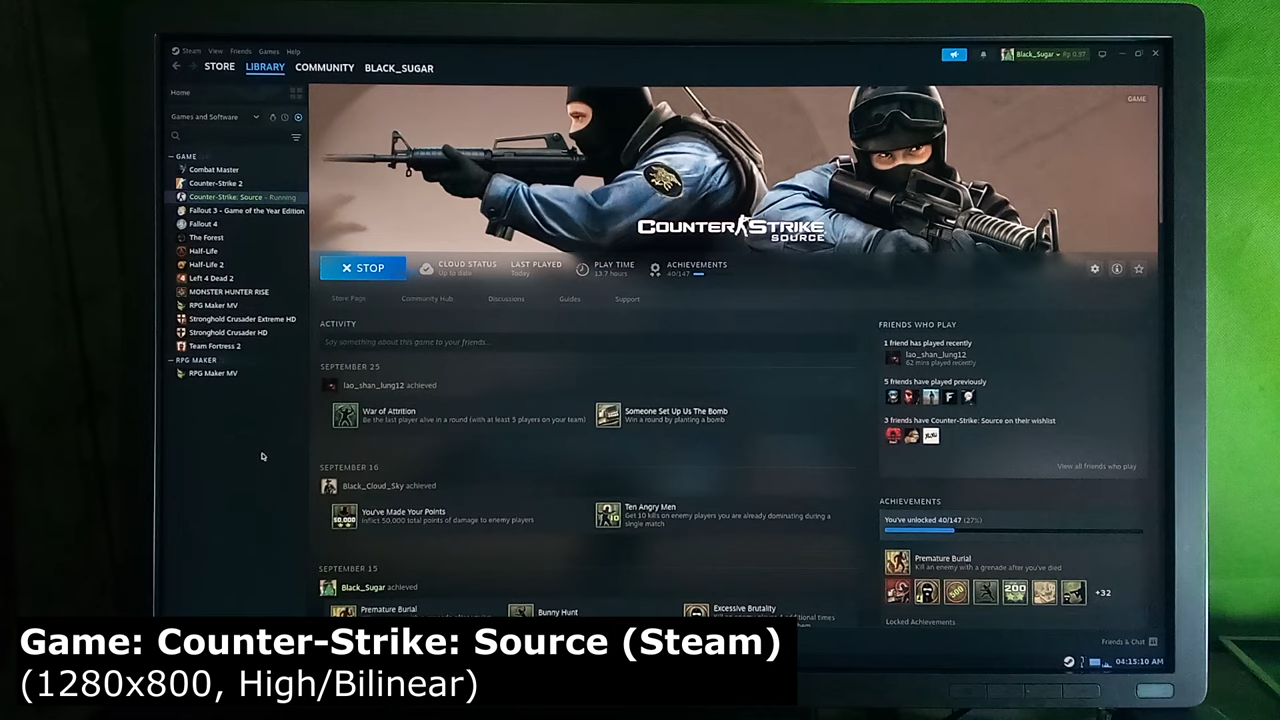 Steam View Friends Games Help
Black_Sugar Rp 0.97
STORE LIBRARY COMMUNITY BLACK_SUGAR
Home
Games and Software
GAME
Combat Master
Counter-Strike 2
Counter-Strike: Source - Running
Fallout 3 - Game of the Year Edition
Fallout 4
The Forest
Half-Life
Half-Life 2
Left 4 Dead 2
MONSTER HUNTER RISE
RPG Maker MV
Stronghold Crusader Extreme HD
Stronghold Crusader HD
Team Fortress 2
RPG MAKER
RPG Maker MV
GAME
COUNTER STRIKE
SOURCE
STOP
CLOUD STATUS
Up to date
LAST PLAYED
Today
PLAY TIME
13.7 hours
ACHIEVEMENTS
40/147
Store Page Community Hub Discussions Guides Support
ACTIVITY
Say something about this game to your friends...
SEPTEMBER 25
lao_shan_lung12 achieved
War of Attrition
Be the last player alive in a round (with at least 5 players on your team)
Someone Set Up Us The Bomb
Win a round by planting a bomb
SEPTEMBER 16
Black_Cloud_Sky achieved
You've Made Your Points
Inflict 50,000 total points of damage to enemy players
50,000
Ten Angry Men
Get 10 kills on enemy players you are already dominating during a
single match
SEPTEMBER 15
Black_Sugar achieved
Premature Burial
Bunny Hunt
Excessive Brutality
FRIENDS WHO PLAY
1 friend has played recently
lao_shan_lung12
62 mins played recently
5 friends have played previously
F
3 friends have Counter-Strike: Source on their wishlist
View all friends who play
ACHIEVEMENTS
You've unlocked 40/147 (27%)
Premature Burial
Kill an enemy with a grenade after you've died
500
200
+32
Locked Achievements
Friends & Chat
04:15:10 AM
Game: Counter-Strike: Source (Steam)
(1280x800, High/Bilinear)